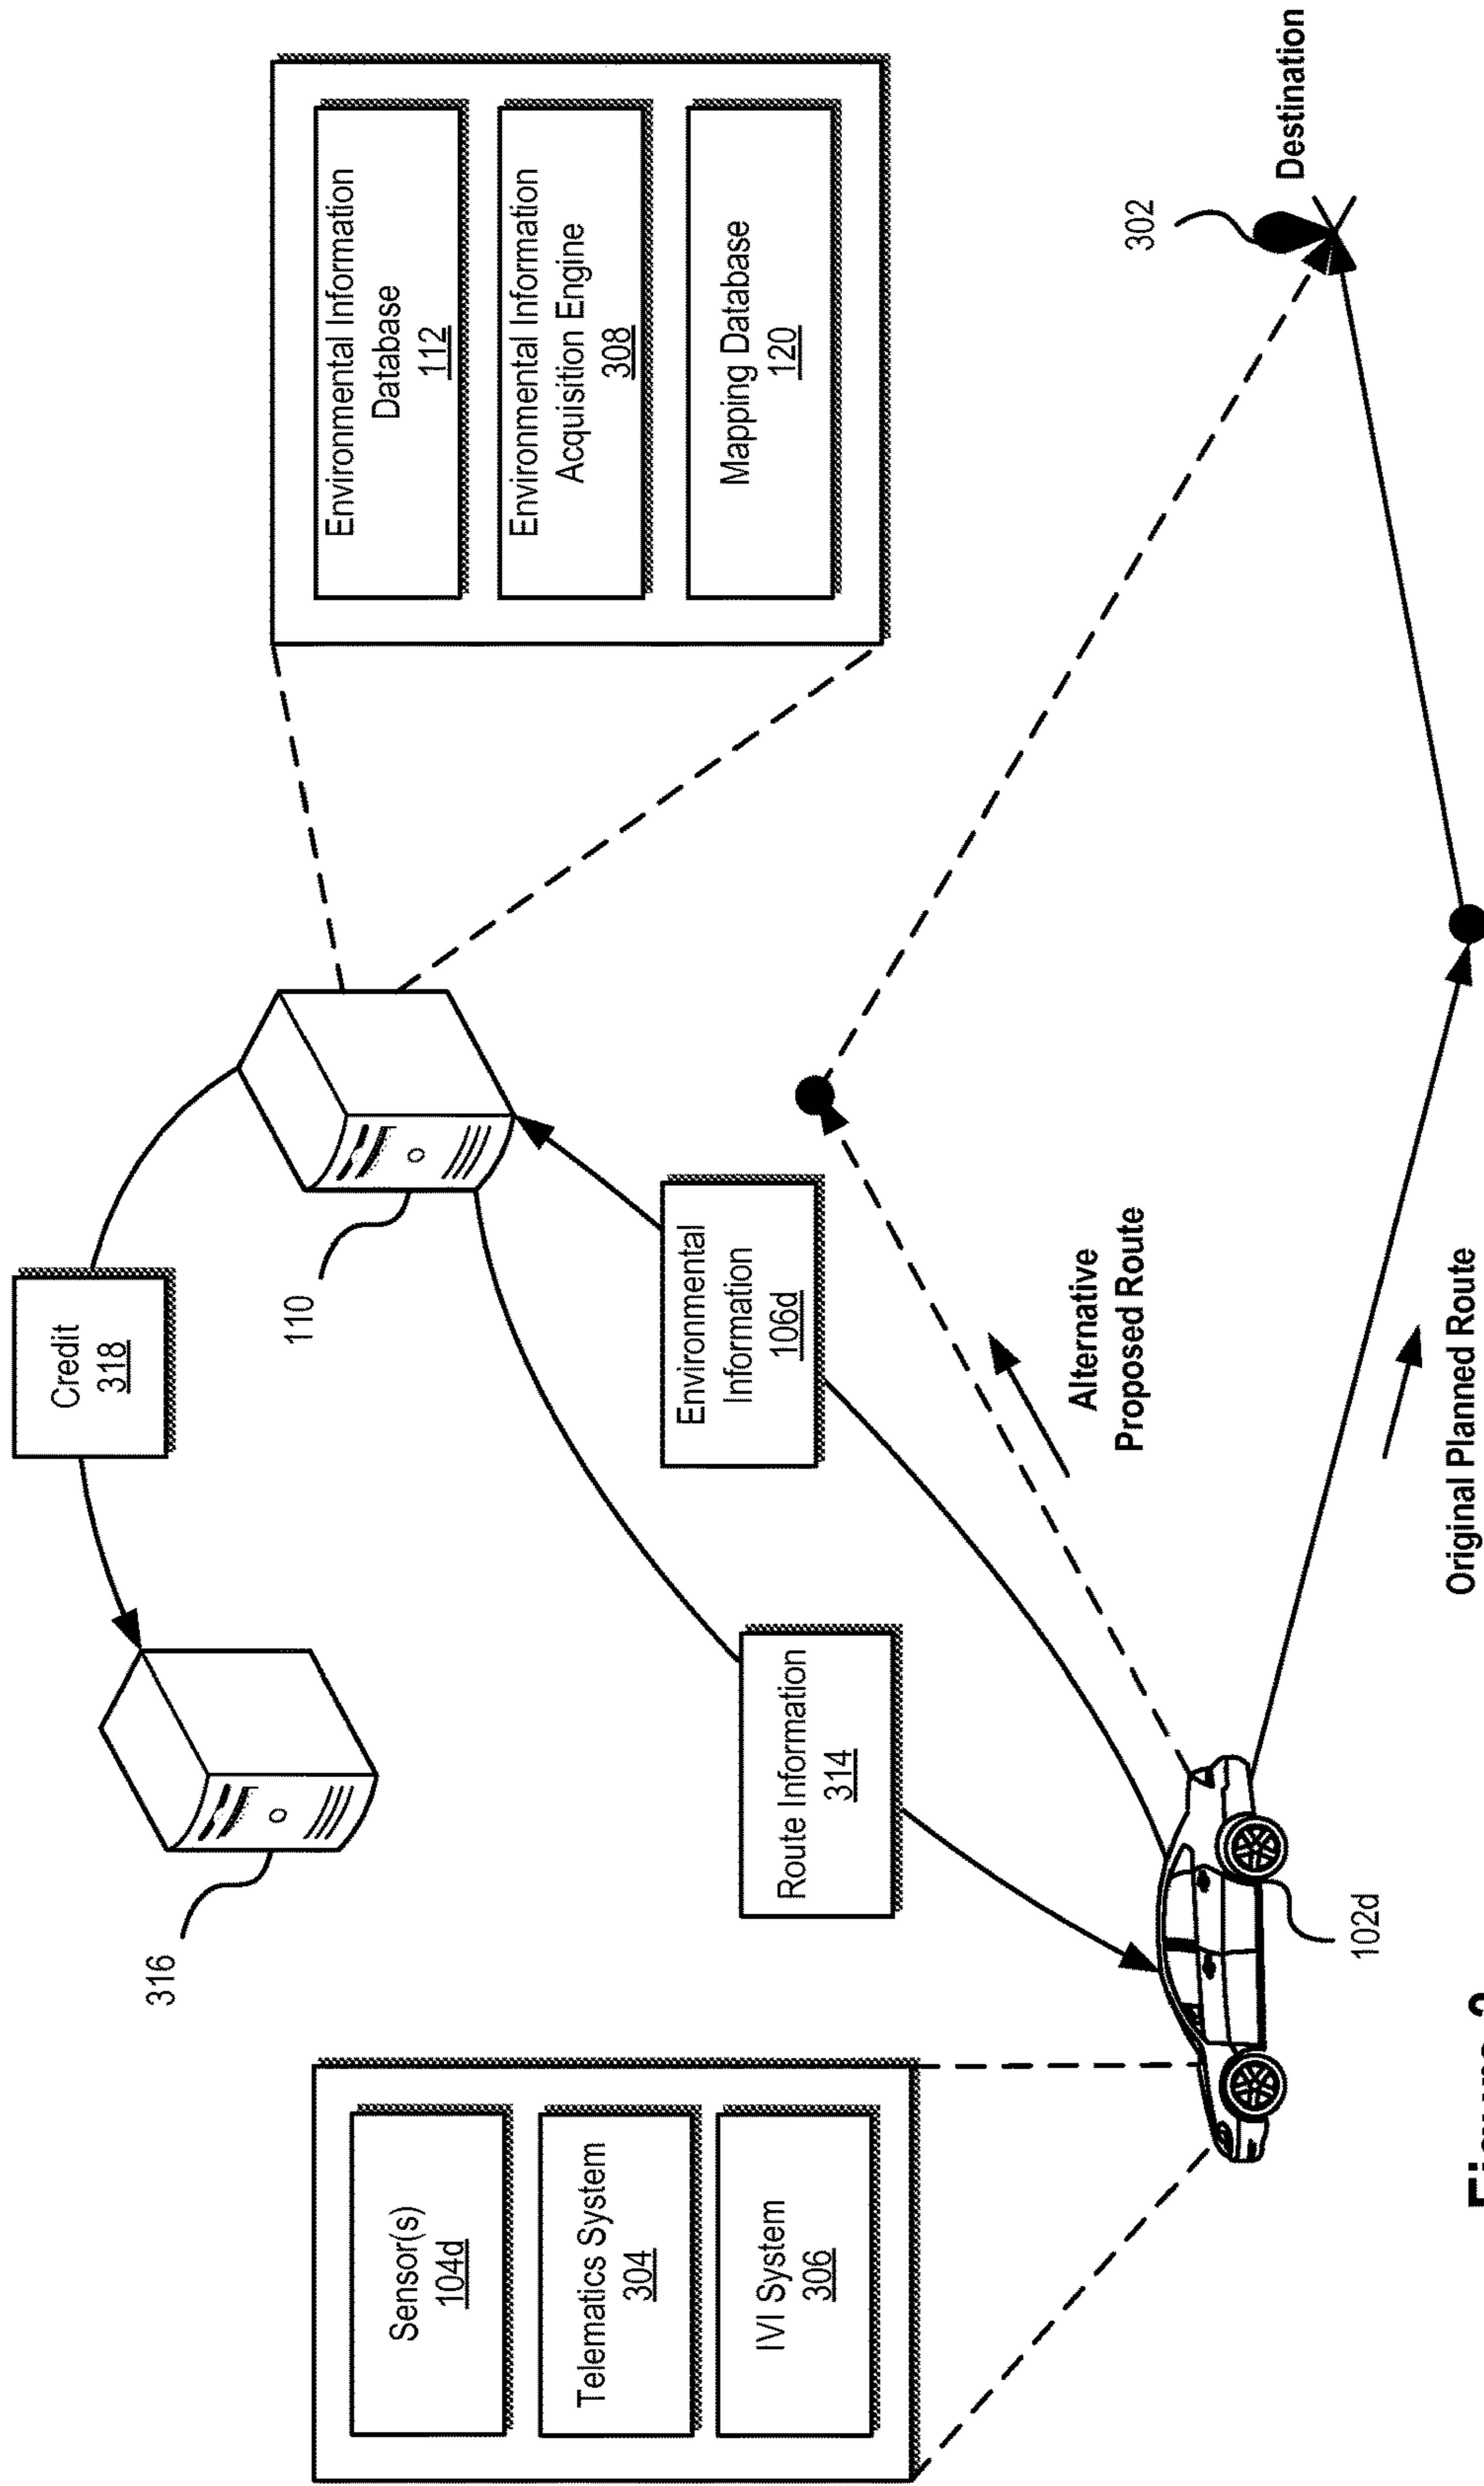 316
Credit
318
110
Sensor(s)
104d
Telematics System
304
IVI System
306
Route Information
314
Environmental
Information
106d
Environmental Information
Database
112
Environmental Information
Acquisition Engine
308
Mapping Database
120
Alternative
Proposed Route
302
Destination
102d
Original Planned Route